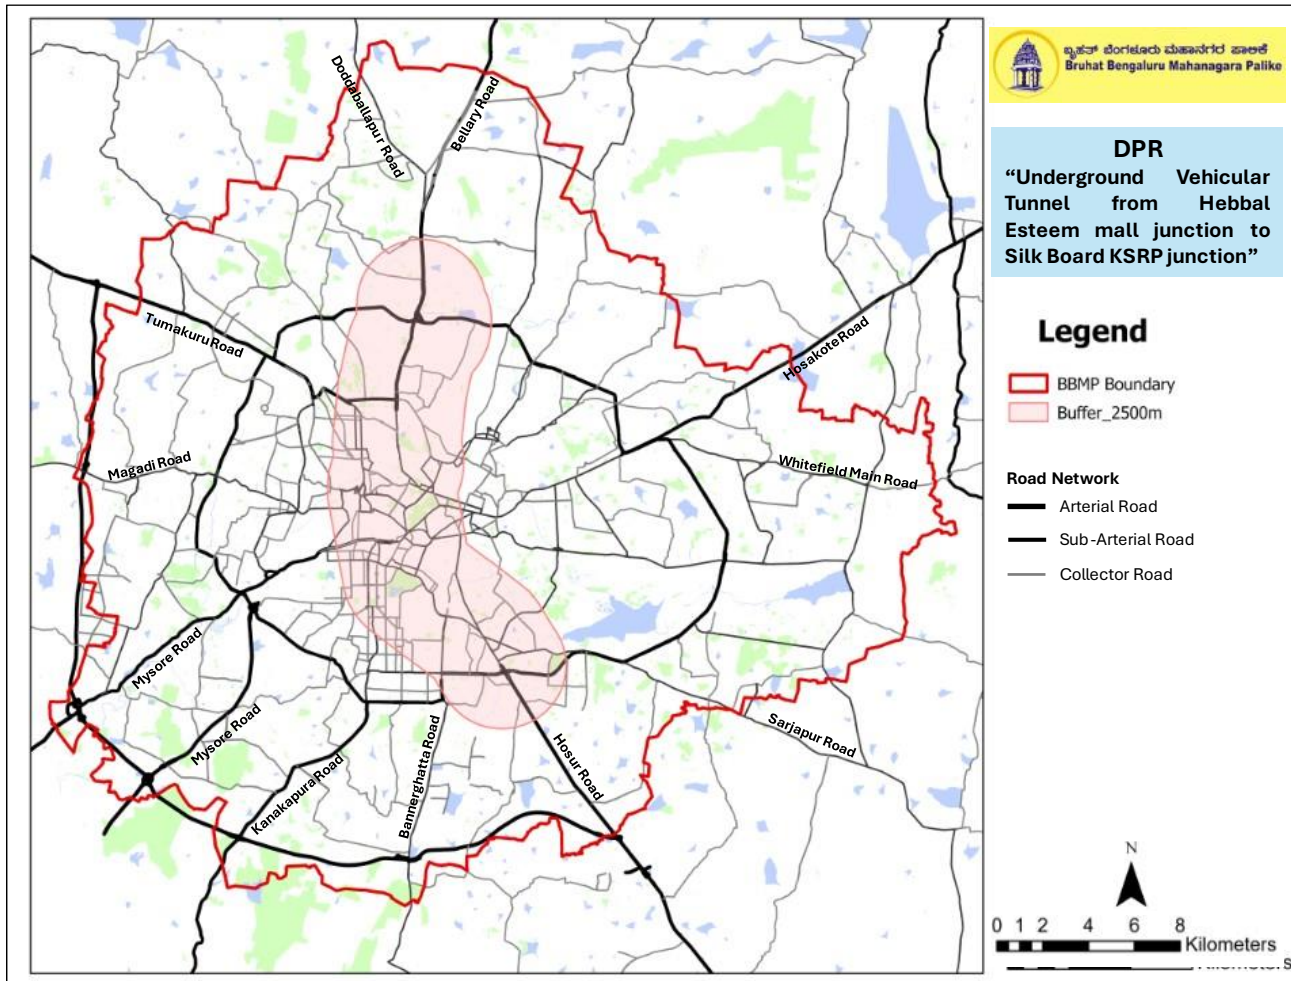 ಬೃಹತ್ ಬೆಂಗಳೂರು ಮಹಾನಗರ ಪಾಲಿಕೆ
Bruhat Bengaluru Mahanagara Palike
DPR
“Underground Vehicular
Tunnel from Hebbal
Esteem mall junction to
Silk Board KSRP junction”
Legend
BBMP Boundary
Buffer_2500m
Road Network
Arterial Road
Sub-Arterial Road
Collector Road
Doddaballapur Road
Bellary Road
Tumakuru Road
Hosakote Road
Magadi Road
Whitefield Main Road
Mysore Road
Mysore Road
Kanakapura Road
Bannerghatta Road
Hosur Road
Sarjapur Road
N
0 1 2 4 6 8
Kilometers